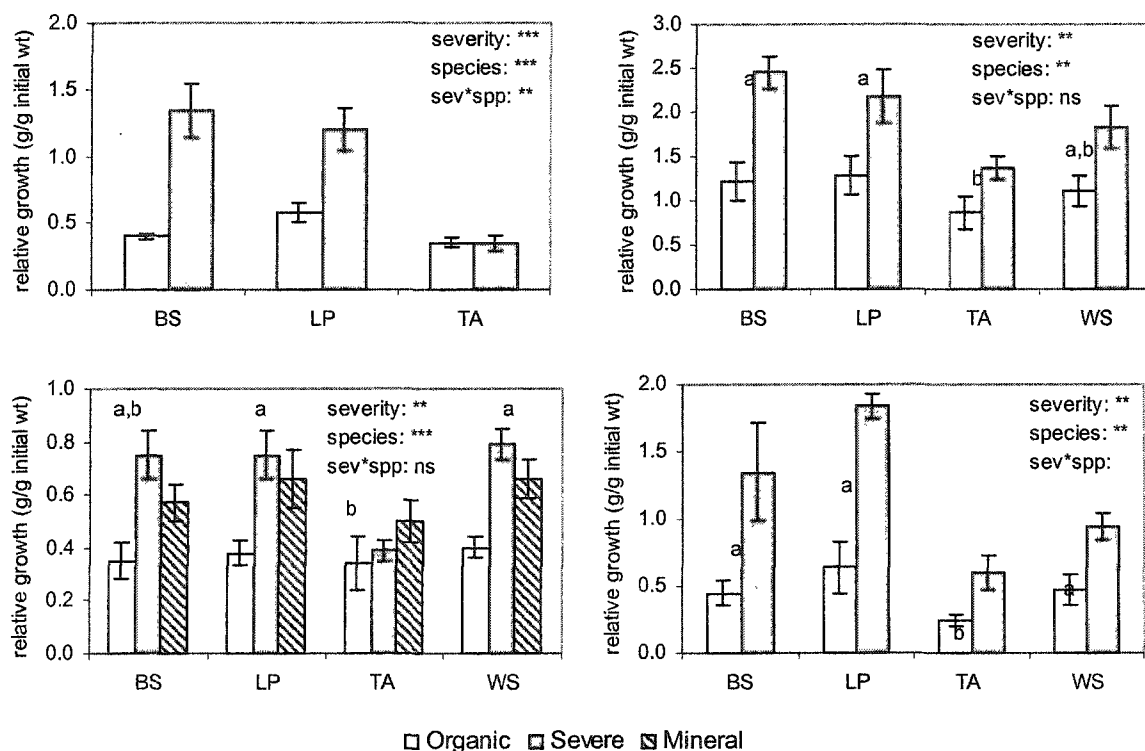 2.0
1.5
1.0
0.5
0.0
relative growth (g/g initial wt)
severity: ***
species: ***
sev*spp: **
BS LP TA
3.0
2.5
2.0
1.5
1.0
0.5
0.0
relative growth (g/g initial wt)
severity: **
species: **
sev*spp: ns
a a b a,b
BS LP TA WS
1.0
0.8
0.6
0.4
0.2
0.0
relative growth (g/g initial wt)
a,b a b a
severity: **
species: ***
sev*spp: ns
BS LP TA WS
2.0
1.5
1.0
0.5
0.0
relative growth (g/g initial wt)
severity: **
species: **
sev*spp:
a a b a
BS LP TA WS
Organic Severe Mineral